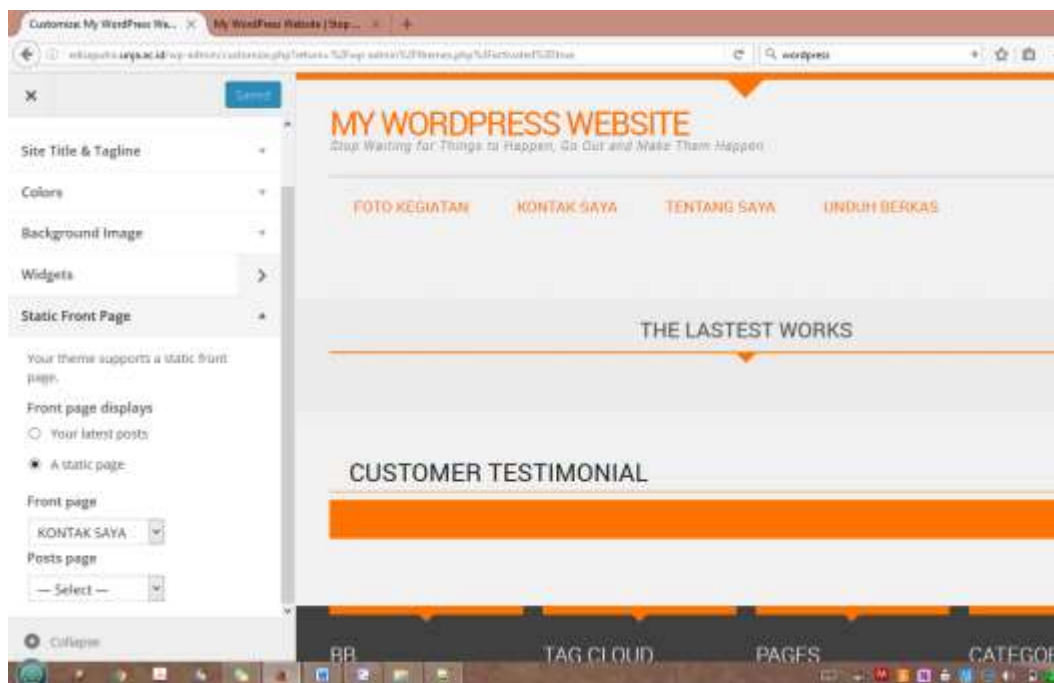 Customize: My WordPress We...
My WordPress Website | Stop ...
wordpress
Saved
Site Title & Tagline
Colors
Background Image
Widgets
Static Front Page
Your theme supports a static front
page.
Front page displays
Your latest posts
A static page
Front page
KONTAK SAYA
Posts page
— Select —
Collapse
MY WORDPRESS WEBSITE
Stop Waiting for Things to Happen, Go Out and Make Them Happen
FOTO KEGIATAN KONTAK SAYA TENTANG SAYA UNDUH BERKAS
THE LASTEST WORKS
CUSTOMER TESTIMONIAL
TAG CLOUD PAGES CATEGOR